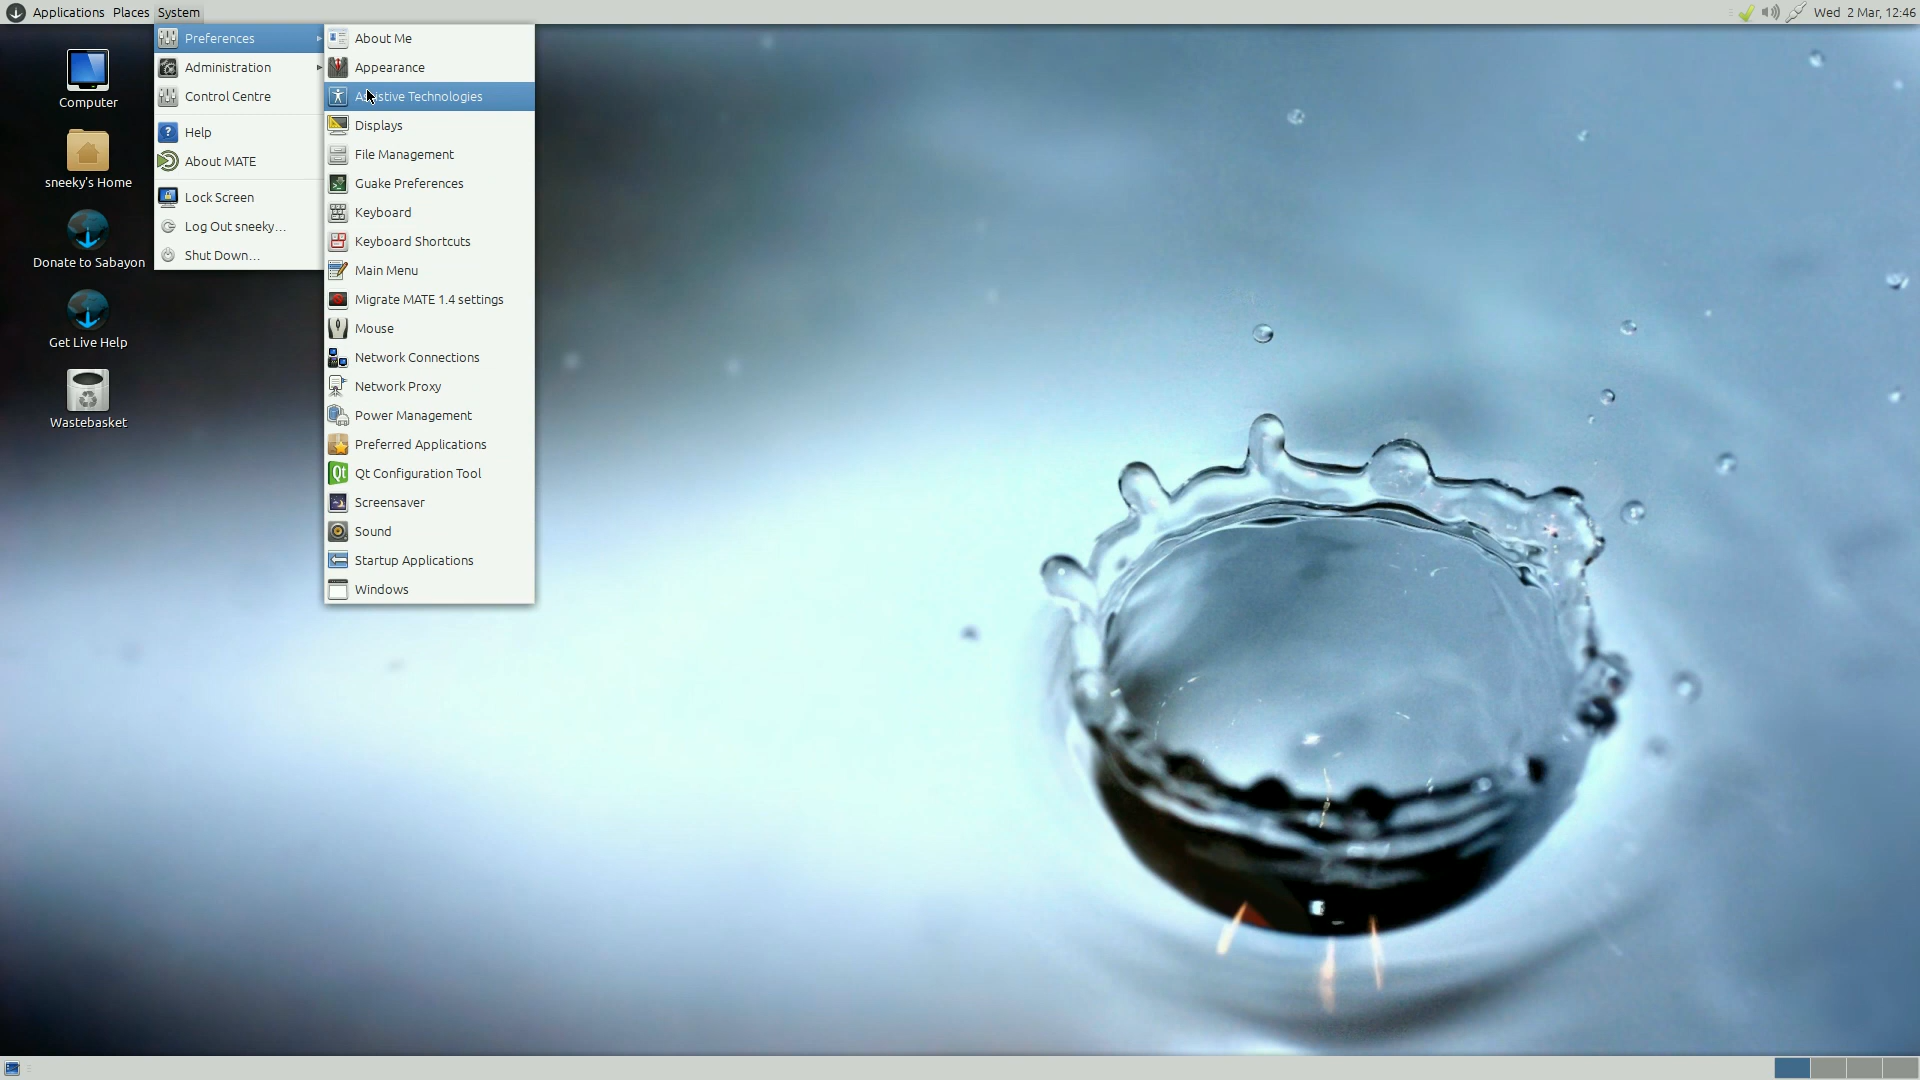 Applications Places System
Wed 2 Mar, 12:46
Computer
sneeky's Home
Donate to Sabayon
Get Live Help
Wastebasket
Preferences
Administration
Control Centre
Help
About MATE
Lock Screen
Log Out sneeky...
Shut Down...
About Me
Appearance
Assistive Technologies
Displays
File Management
Guake Preferences
Keyboard
Keyboard Shortcuts
Main Menu
Migrate MATE 1.4 settings
Mouse
Network Connections
Network Proxy
Power Management
Preferred Applications
Qt Configuration Tool
Screensaver
Sound
Startup Applications
Windows